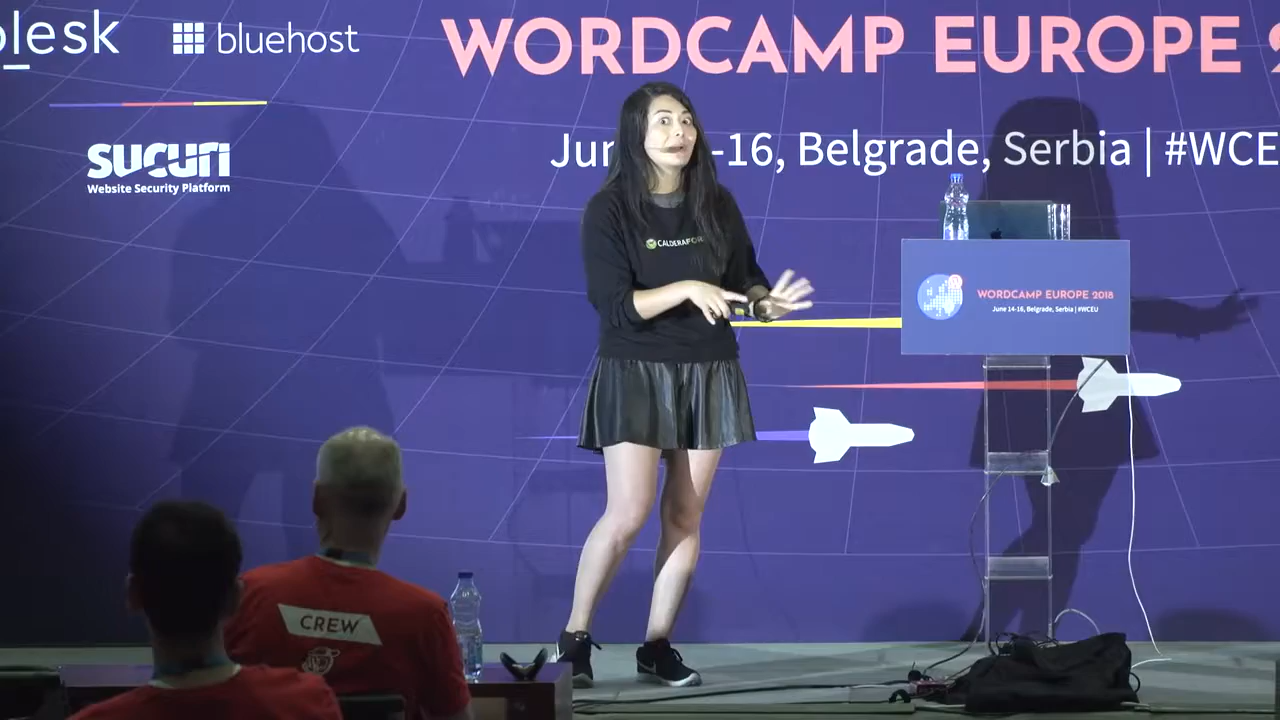 plesk
bluehost
WORDCAMP EUROPE
-16, Belgrade, Serbia | #WCE
sucuri
Website Security Platform
CALDERAFOR
WORDCAMP EUROPE 2018
June 14-16, Belgrade, Serbia | #WCEU
CREW